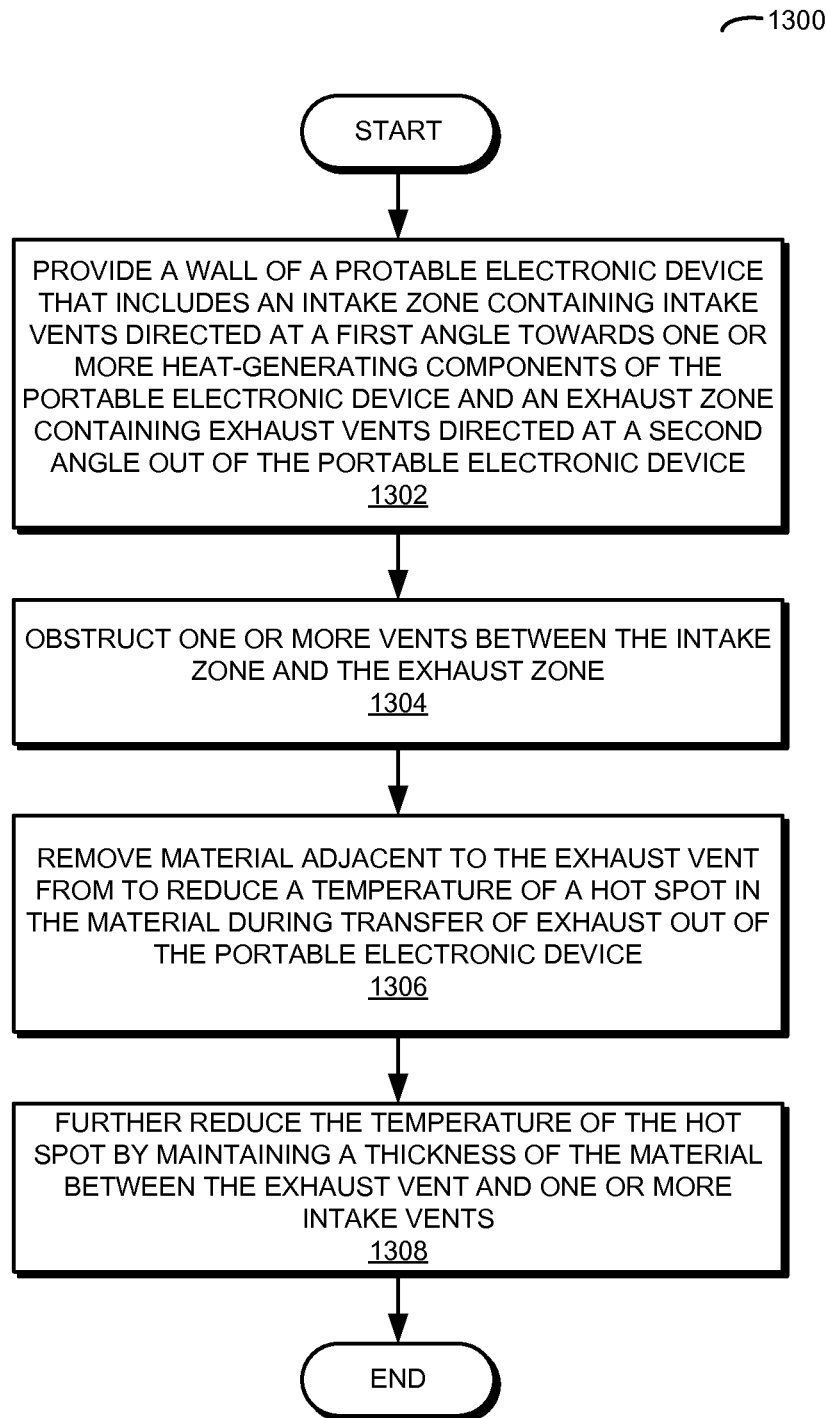 1300
START
PROVIDE A WALL OF A PROTABLE ELECTRONIC DEVICE
THAT INCLUDES AN INTAKE ZONE CONTAINING INTAKE
VENTS DIRECTED AT A FIRST ANGLE TOWARDS ONE OR
MORE HEAT-GENERATING COMPONENTS OF THE
PORTABLE ELECTRONIC DEVICE AND AN EXHAUST ZONE
CONTAINING EXHAUST VENTS DIRECTED AT A SECOND
ANGLE OUT OF THE PORTABLE ELECTRONIC DEVICE
1302
OBSTRUCT ONE OR MORE VENTS BETWEEN THE INTAKE
ZONE AND THE EXHAUST ZONE
1304
REMOVE MATERIAL ADJACENT TO THE EXHAUST VENT
FROM TO REDUCE A TEMPERATURE OF A HOT SPOT IN
THE MATERIAL DURING TRANSFER OF EXHAUST OUT OF
THE PORTABLE ELECTRONIC DEVICE
1306
FURTHER REDUCE THE TEMPERATURE OF THE HOT
SPOT BY MAINTAINING A THICKNESS OF THE MATERIAL
BETWEEN THE EXHAUST VENT AND ONE OR MORE
INTAKE VENTS
1308
END